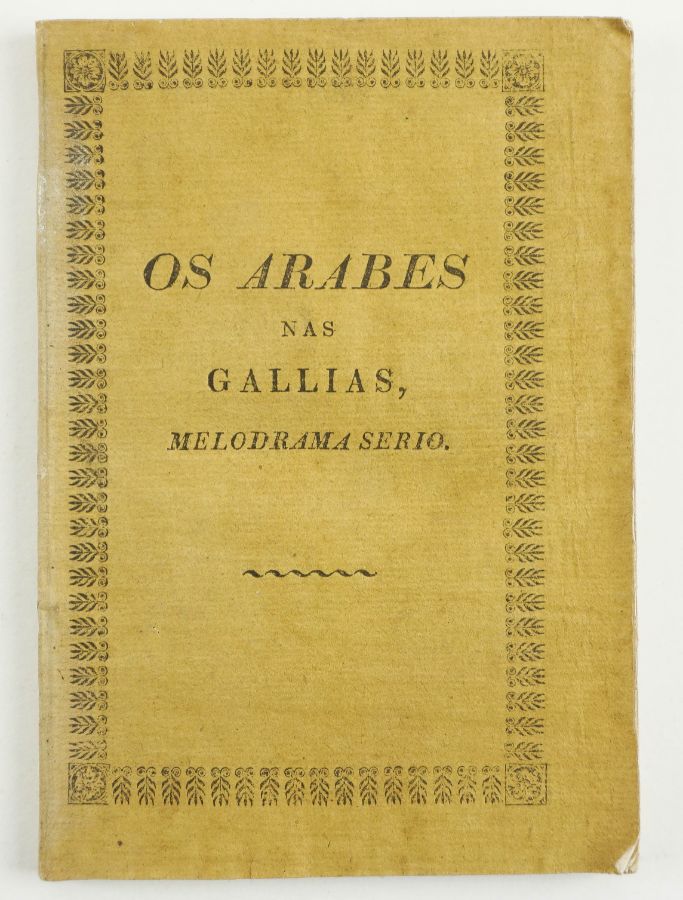 OS ARABES
NAS
GALLIAS,
MELODRAMA SERIO.